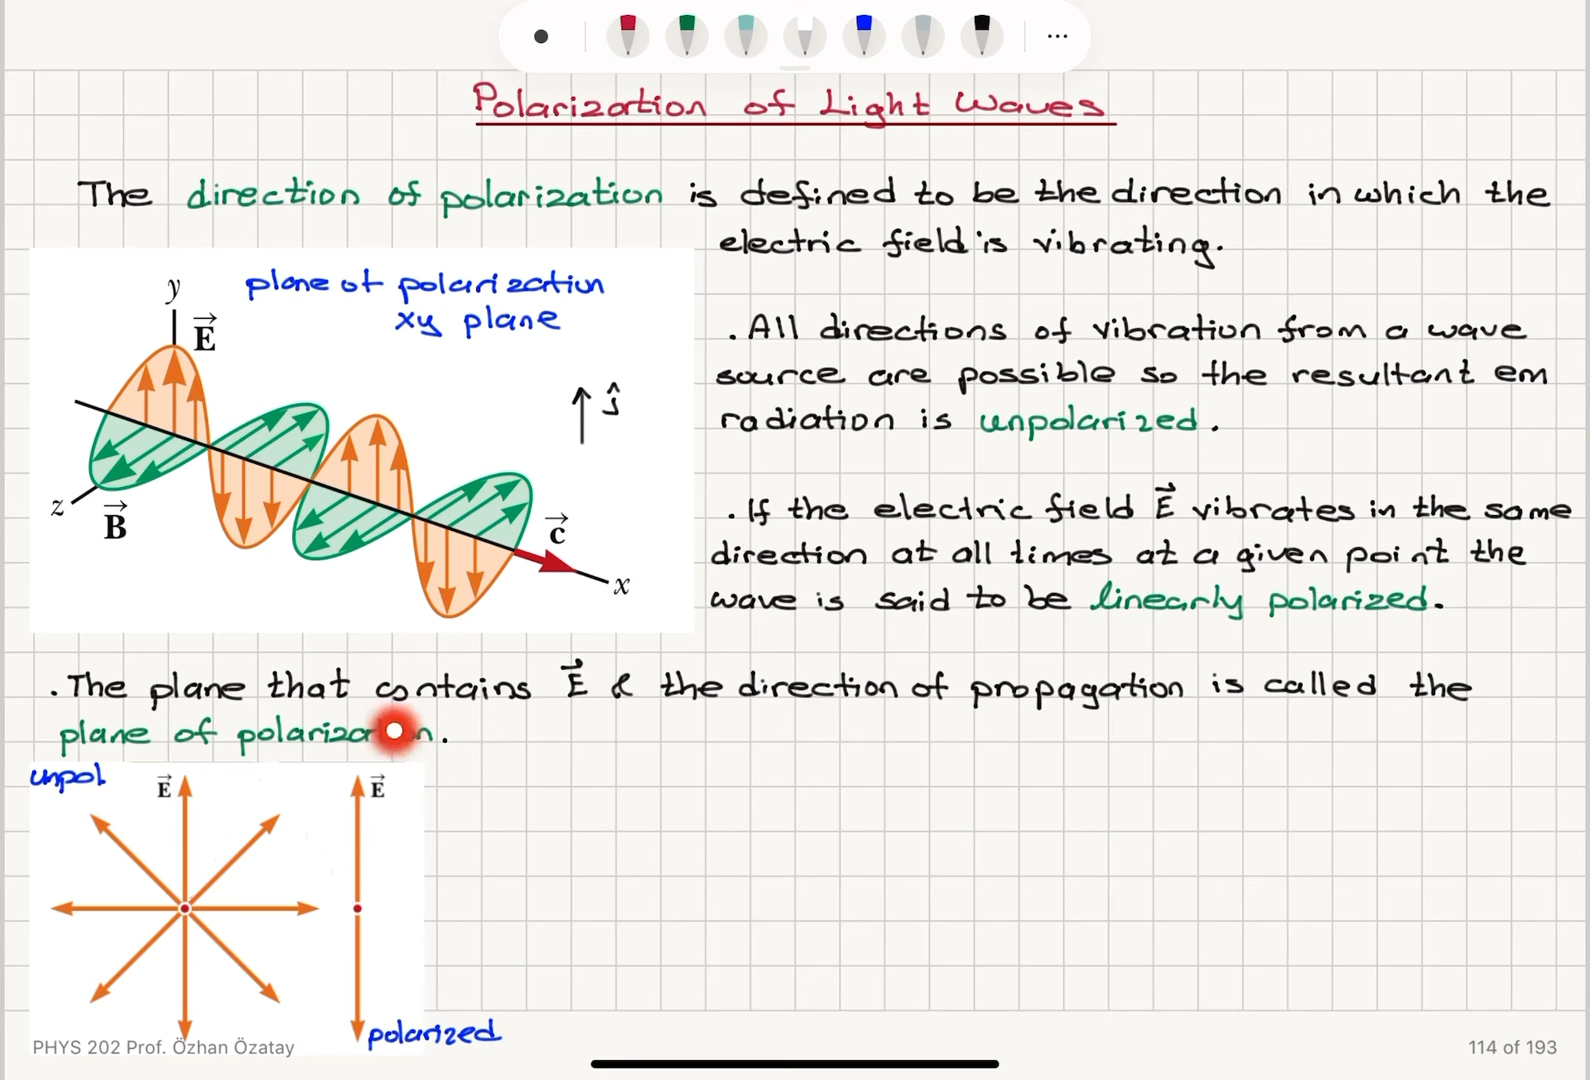 Polarization of Light Waves
The direction of polarization is defined to be the direction in which the
electric field is vibrating.
plane of polarization
xy plane
y
E
ĵ
z
B
c
x
. All directions of vibration from a wave
source are possible so the resultant em
radiation is unpolarized.
. If the electric field E vibrates in the same
direction at all times at a given point the
wave is said to be linearly polarized.
. The plane that contains E & the direction of propagation is called the
plane of polarization.
unpol
E
E
polarized
PHYS 202 Prof. Özhan Özatay
114 of 193